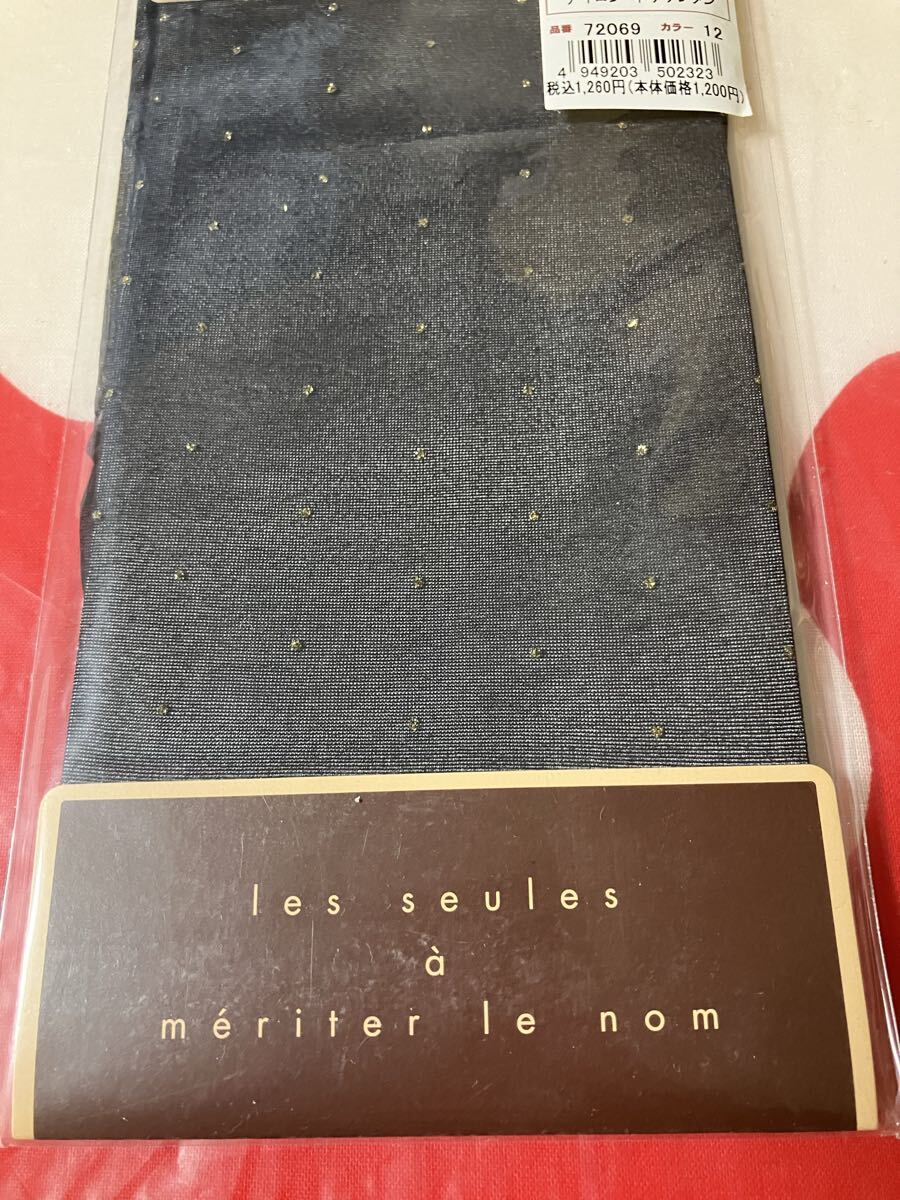 品番 72069 カラー 12
4 949203 502323
税込1,260円(本体価格1,200円)
les seules
à
mériter le nom